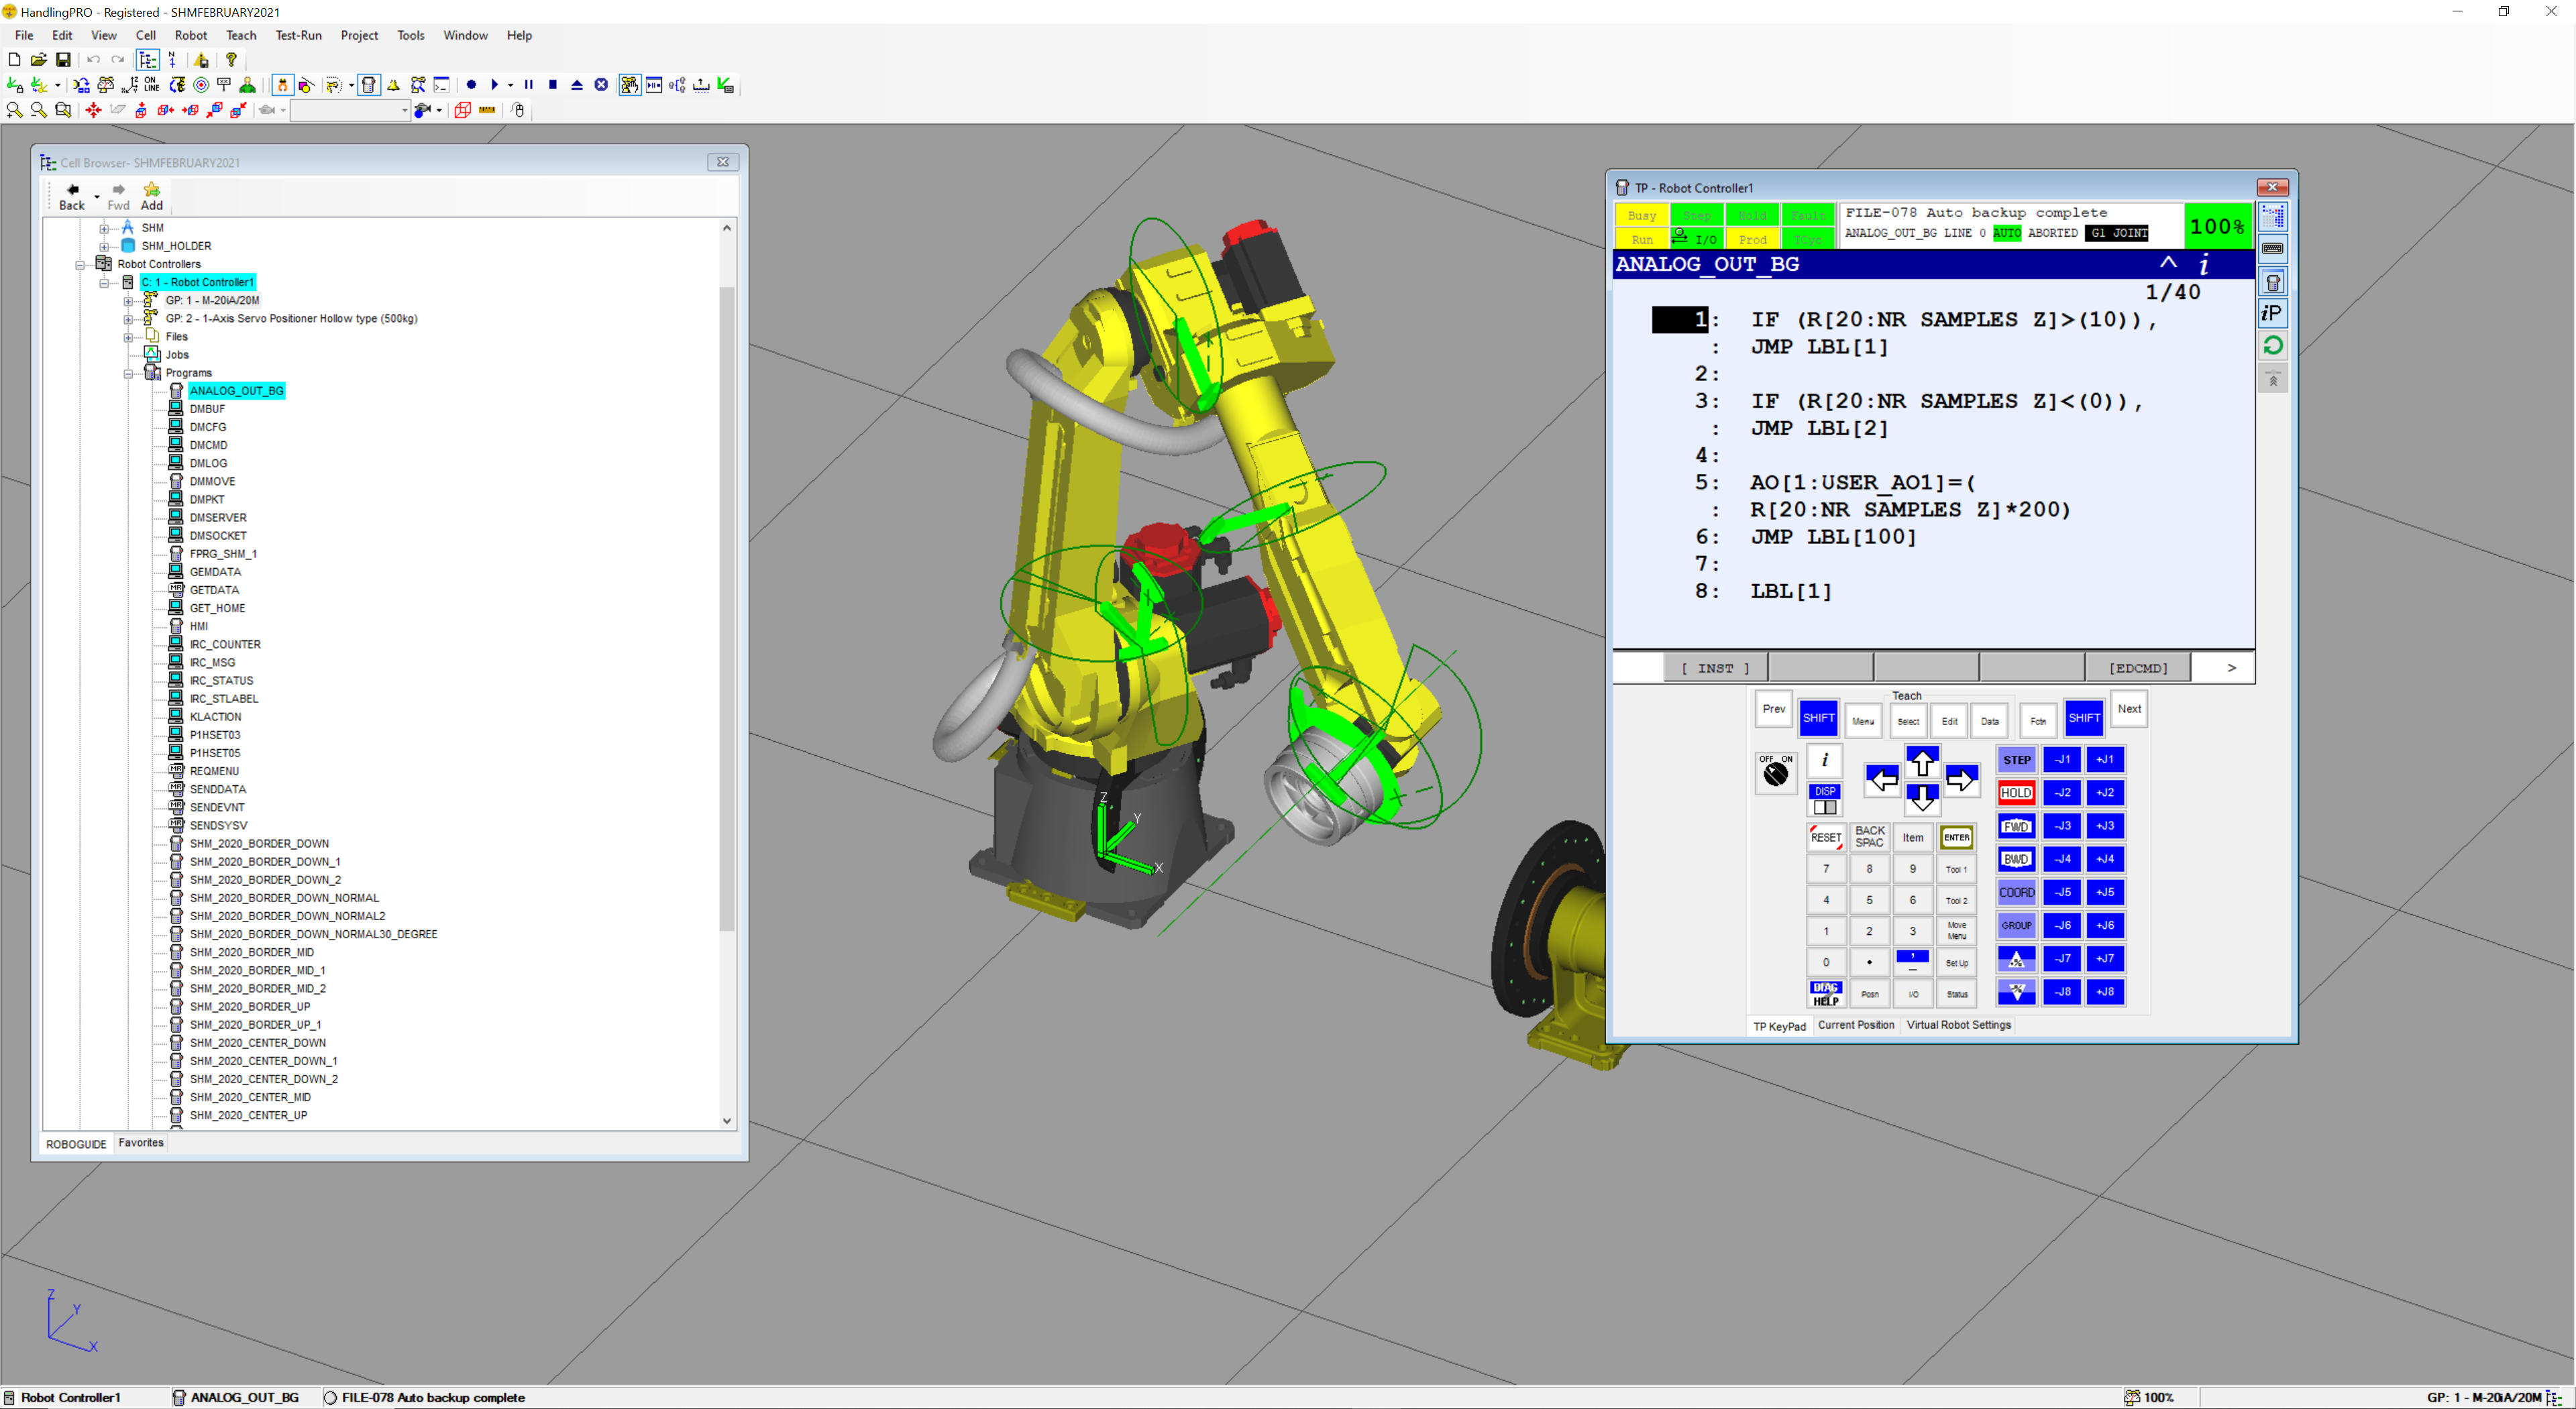 HandlingPRO - Registered - SHMFEBRUARY2021
File Edit View Cell Robot Teach Test-Run Project Tools Window Help
ON LINE
Cell Browser- SHMFEBRUARY2021
Back Fwd Add
SHM
SHM_HOLDER
Robot Controllers
C: 1 - Robot Controller1
GP: 1 - M-20iA/20M
GP: 2 - 1-Axis Servo Positioner Hollow type (500kg)
Files
Jobs
Programs
ANALOG_OUT_BG
DMBUF
DMCFG
DMCMD
DMLOG
DMMOVE
DMPKT
DMSERVER
DMSOCKET
FPRG_SHM_1
GEMDATA
GETDATA
GET_HOME
HMI
IRC_COUNTER
IRC_MSG
IRC_STATUS
IRC_STLABEL
KLACTION
P1HSET03
P1HSET05
REQMENU
SENDDATA
SENDEVNT
SENDSYSV
SHM_2020_BORDER_DOWN
SHM_2020_BORDER_DOWN_1
SHM_2020_BORDER_DOWN_2
SHM_2020_BORDER_DOWN_NORMAL
SHM_2020_BORDER_DOWN_NORMAL2
SHM_2020_BORDER_DOWN_NORMAL30_DEGREE
SHM_2020_BORDER_MID
SHM_2020_BORDER_MID_1
SHM_2020_BORDER_MID_2
SHM_2020_BORDER_UP
SHM_2020_BORDER_UP_1
SHM_2020_CENTER_DOWN
SHM_2020_CENTER_DOWN_1
SHM_2020_CENTER_DOWN_2
SHM_2020_CENTER_MID
SHM_2020_CENTER_UP
ROBOGUIDE Favorites
Z
Y
X
Z
Y
X
TP - Robot Controller1
Busy Step Hold Fault
Run I/O Prod TCyc
FILE-078 Auto backup complete
ANALOG_OUT_BG LINE 0 AUTO ABORTED G1 JOINT
100%
ANALOG_OUT_BG ^ i
1/40
1: IF (R[20:NR SAMPLES Z]>(10)),
: JMP LBL[1]
2:
3: IF (R[20:NR SAMPLES Z]<(0)),
: JMP LBL[2]
4:
5: AO[1:USER_AO1]=(
: R[20:NR SAMPLES Z]*200)
6: JMP LBL[100]
7:
8: LBL[1]
[ INST ] [EDCMD] >
iP
Teach
Prev SHIFT Menu Select Edit Data Fctn SHIFT Next
OFF ON i STEP -J1 +J1
DISP HOLD -J2 +J2
FWD -J3 +J3
RESET BACK SPAC Item ENTER BWD -J4 +J4
7 8 9 Tool 1 COORD -J5 +J5
4 5 6 Tool 2 GROUP -J6 +J6
1 2 3 Move Menu % -J7 +J7
0 . , _ Set Up % -J8 +J8
DIAG HELP Posn I/O Status
TP KeyPad Current Position Virtual Robot Settings
Robot Controller1 ANALOG_OUT_BG FILE-078 Auto backup complete 100% GP: 1 - M-20iA/20M